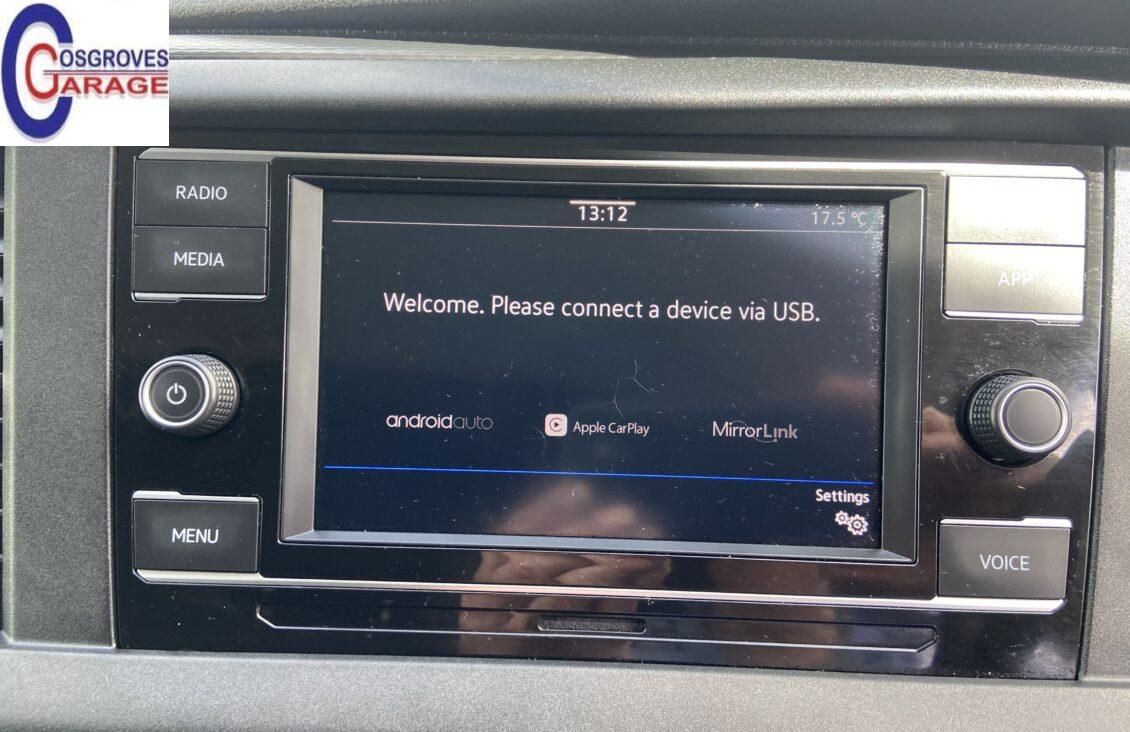 COSGROVES
GARAGE
RADIO
MEDIA
13:12
17.5 °C
APP
Welcome. Please connect a device via USB.
androidauto
Apple CarPlay
MirrorLink
Settings
MENU
VOICE